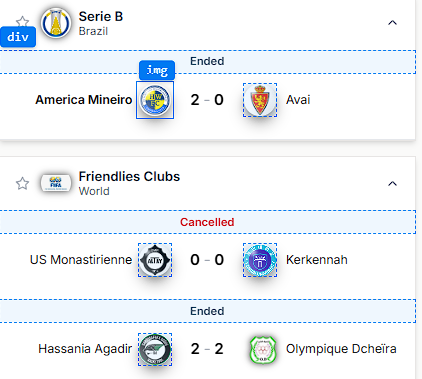 Serie B
Brazil
div
Ended
img
America Mineiro 2 - 0 Avai
Friendlies Clubs
World
Cancelled
US Monastirienne 0 - 0 Kerkennah
Ended
Hassania Agadir 2 - 2 Olympique Dcheïra